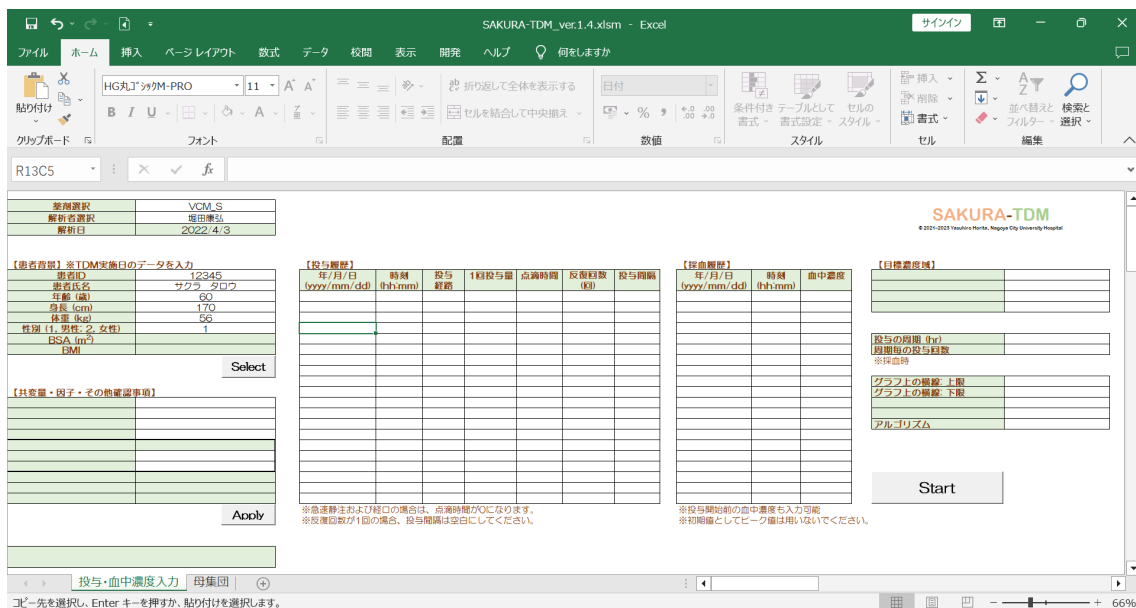 SAKURA-TDM_ver.1.4.xlsm - Excel
サインイン
ファイル ホーム 挿入 ページ レイアウト 数式 データ 校閲 表示 開発 ヘルプ 何をしますか
貼り付け
HG丸ｺﾞｼｯｸM-PRO 11
B I U
折り返して全体を表示する
セルを結合して中央揃え
日付
条件付き書式 テーブルとして書式設定 セルのスタイル
挿入
削除
書式
並べ替えとフィルター
検索と選択
クリップボード フォント 配置 数値 スタイル セル 編集
R13C5
fx
薬剤選択 VCM_S
解析者選択 堀田康弘
解析日 2022/4/3
SAKURA-TDM
© 2021-2023 Yasuhiro Horita, Nagoya City University Hospital
【患者背景】※TDM実施日のデータを入力
患者ID 12345
患者氏名 サクラ タロウ
年齢 (歳) 60
身長 (cm) 170
体重 (kg) 56
性別 (1, 男性; 2, 女性) 1
BSA (m²)
BMI
Select
【共変量・因子・その他確認事項】
Apply
【投与履歴】
年/月/日 (yyyy/mm/dd) 時刻 (hh:mm) 投与経路 1回投与量 点滴時間 反復回数 (回) 投与間隔
※急速静注および経口の場合は、点滴時間が0になります。
※反復回数が1回の場合、投与間隔は空白にしてください。
【採血履歴】
年/月/日 (yyyy/mm/dd) 時刻 (hh:mm) 血中濃度
※投与開始前の血中濃度も入力可能
※初期値としてピーク値は用いないでください。
【目標濃度域】
投与の周期 (hr)
周期毎の投与回数
※採血時
グラフ上の横線: 上限
グラフ上の横線: 下限
アルゴリズム
Start
投与・血中濃度入力 母集団
コピー先を選択し、Enter キーを押すか、貼り付けを選択します。
66%